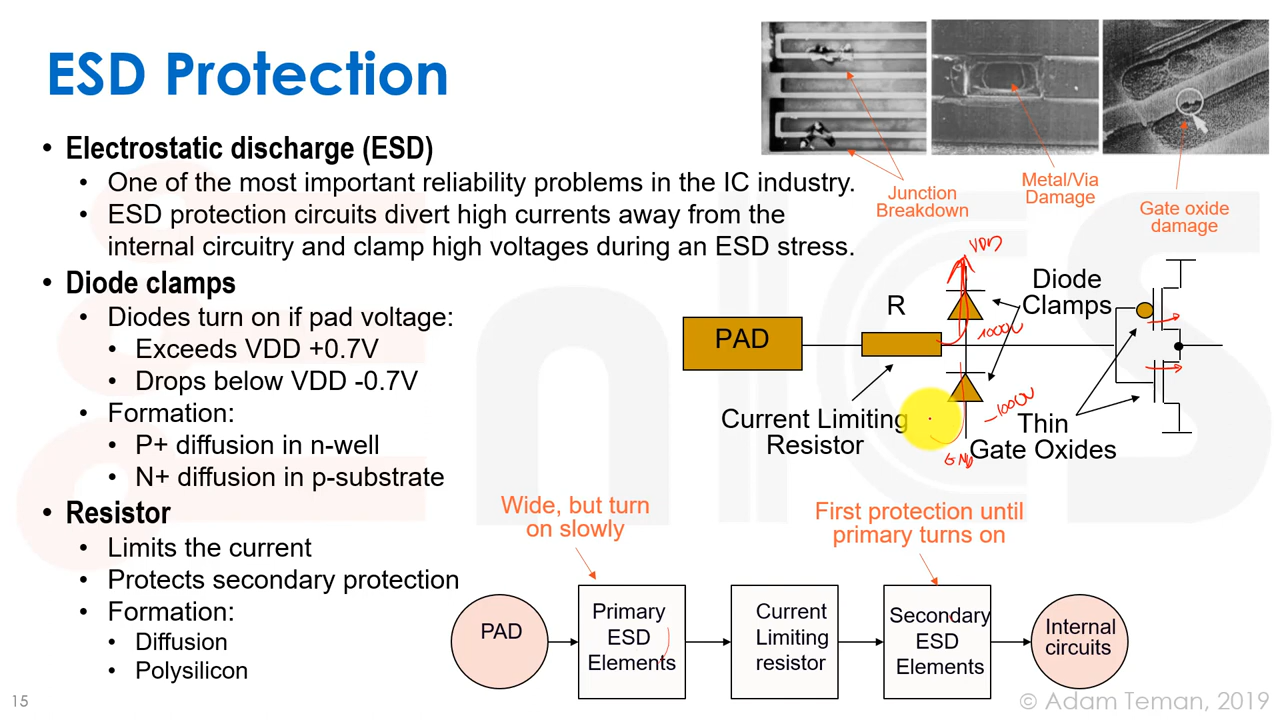 ESD Protection
• Electrostatic discharge (ESD)
• One of the most important reliability problems in the IC industry.
• ESD protection circuits divert high currents away from the
internal circuitry and clamp high voltages during an ESD stress.
• Diode clamps
• Diodes turn on if pad voltage:
• Exceeds VDD +0.7V
• Drops below VDD -0.7V
• Formation:
• P+ diffusion in n-well
• N+ diffusion in p-substrate
• Resistor
• Limits the current
• Protects secondary protection
• Formation:
• Diffusion
• Polysilicon
Junction
Breakdown
Metal/Via
Damage
Gate oxide
damage
VDD
Diode
Clamps
R
PAD
1000V
-1000V
Current Limiting
Resistor
GND
Thin
Gate Oxides
Wide, but turn
on slowly
First protection until
primary turns on
PAD
Primary
ESD
Elements
Current
Limiting
resistor
Secondary
ESD
Elements
Internal
circuits
15
© Adam Teman, 2019